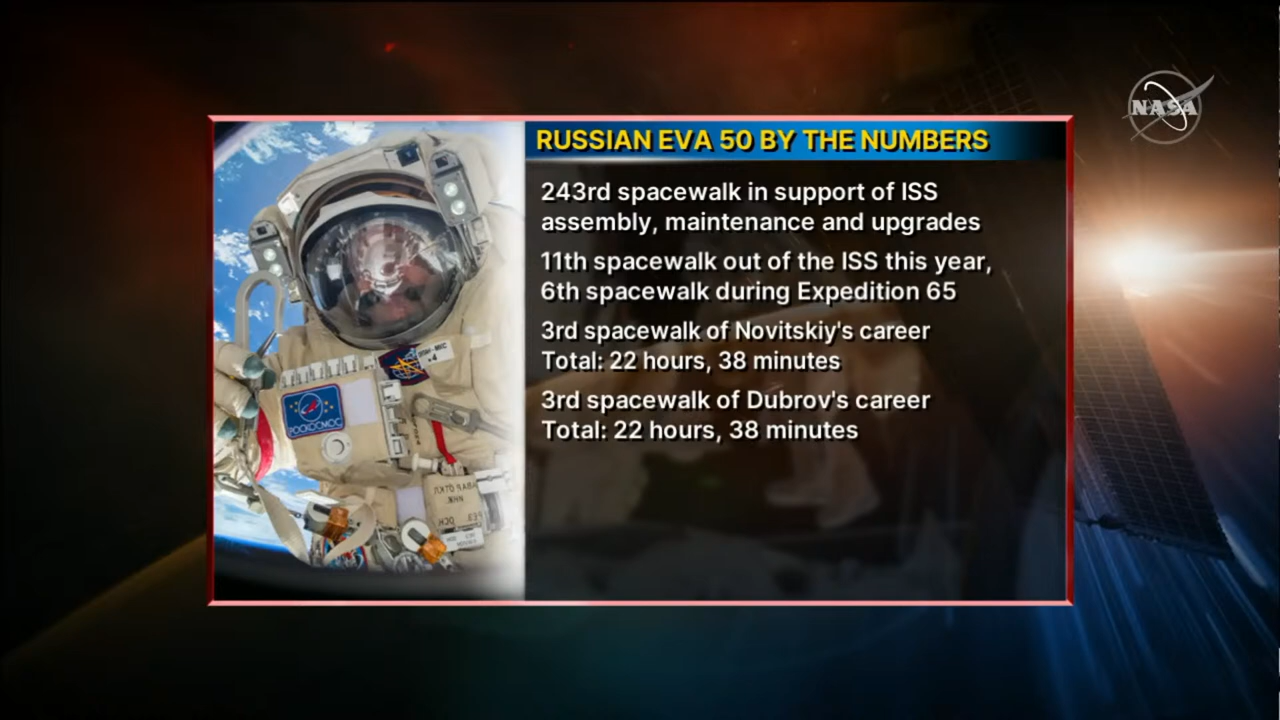 NASA
RUSSIAN EVA 50 BY THE NUMBERS
243rd spacewalk in support of ISS
assembly, maintenance and upgrades
11th spacewalk out of the ISS this year,
6th spacewalk during Expedition 65
3rd spacewalk of Novitskiy's career
Total: 22 hours, 38 minutes
3rd spacewalk of Dubrov's career
Total: 22 hours, 38 minutes
РОСКОСМОС